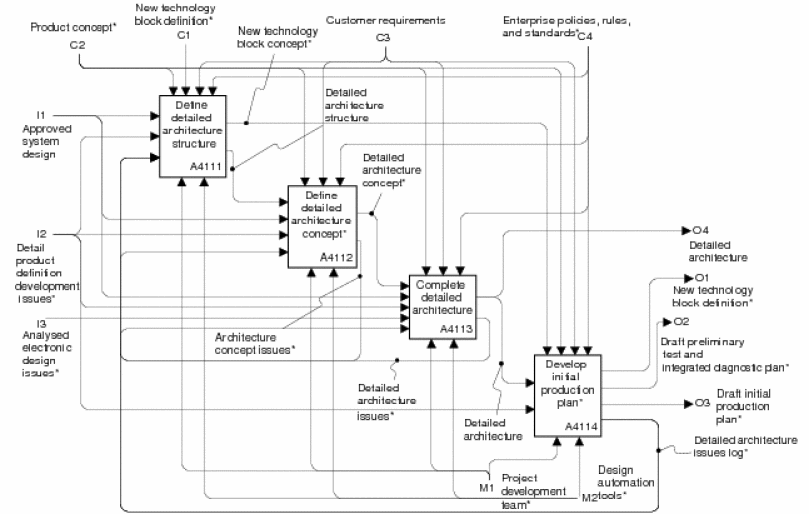 Product concept*
C2
New technology
block definition*
C1
New technology
block concept*
Customer requirements
C3
Enterprise policies, rules,
and standards*
C4
I1
Approved
system
design
Define
detailed
architecture
structure
A4111
Detailed
architecture
structure
Detailed
architecture
concept*
Define
detailed
architecture
concept*
A4112
I2
Detail
product
definition
development
issues*
I3
Analysed
electronic
design
issues*
Complete
detailed
architecture
A4113
O4
Detailed
architecture
O1
New technology
block definition*
O2
Draft preliminary
test and
integrated diagnostic plan*
Architecture
concept issues*
Develop
initial
production
plan*
A4114
Detailed
architecture
issues*
Detailed
architecture
O3
Draft initial
production
plan*
Detailed architecture
issues log*
M1
Project
development
team*
M2
Design
automation
tools*